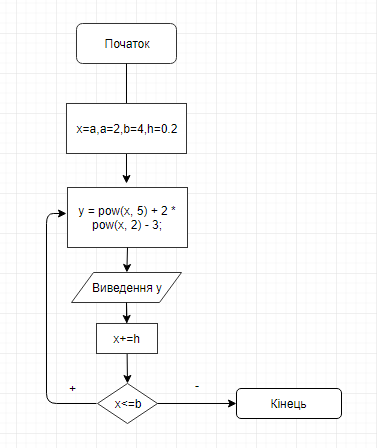 Початок
x=a,a=2,b=4,h=0.2
y = pow(x, 5) + 2 *
pow(x, 2) - 3;
Виведення y
x+=h
+
x<=b
-
Кінець